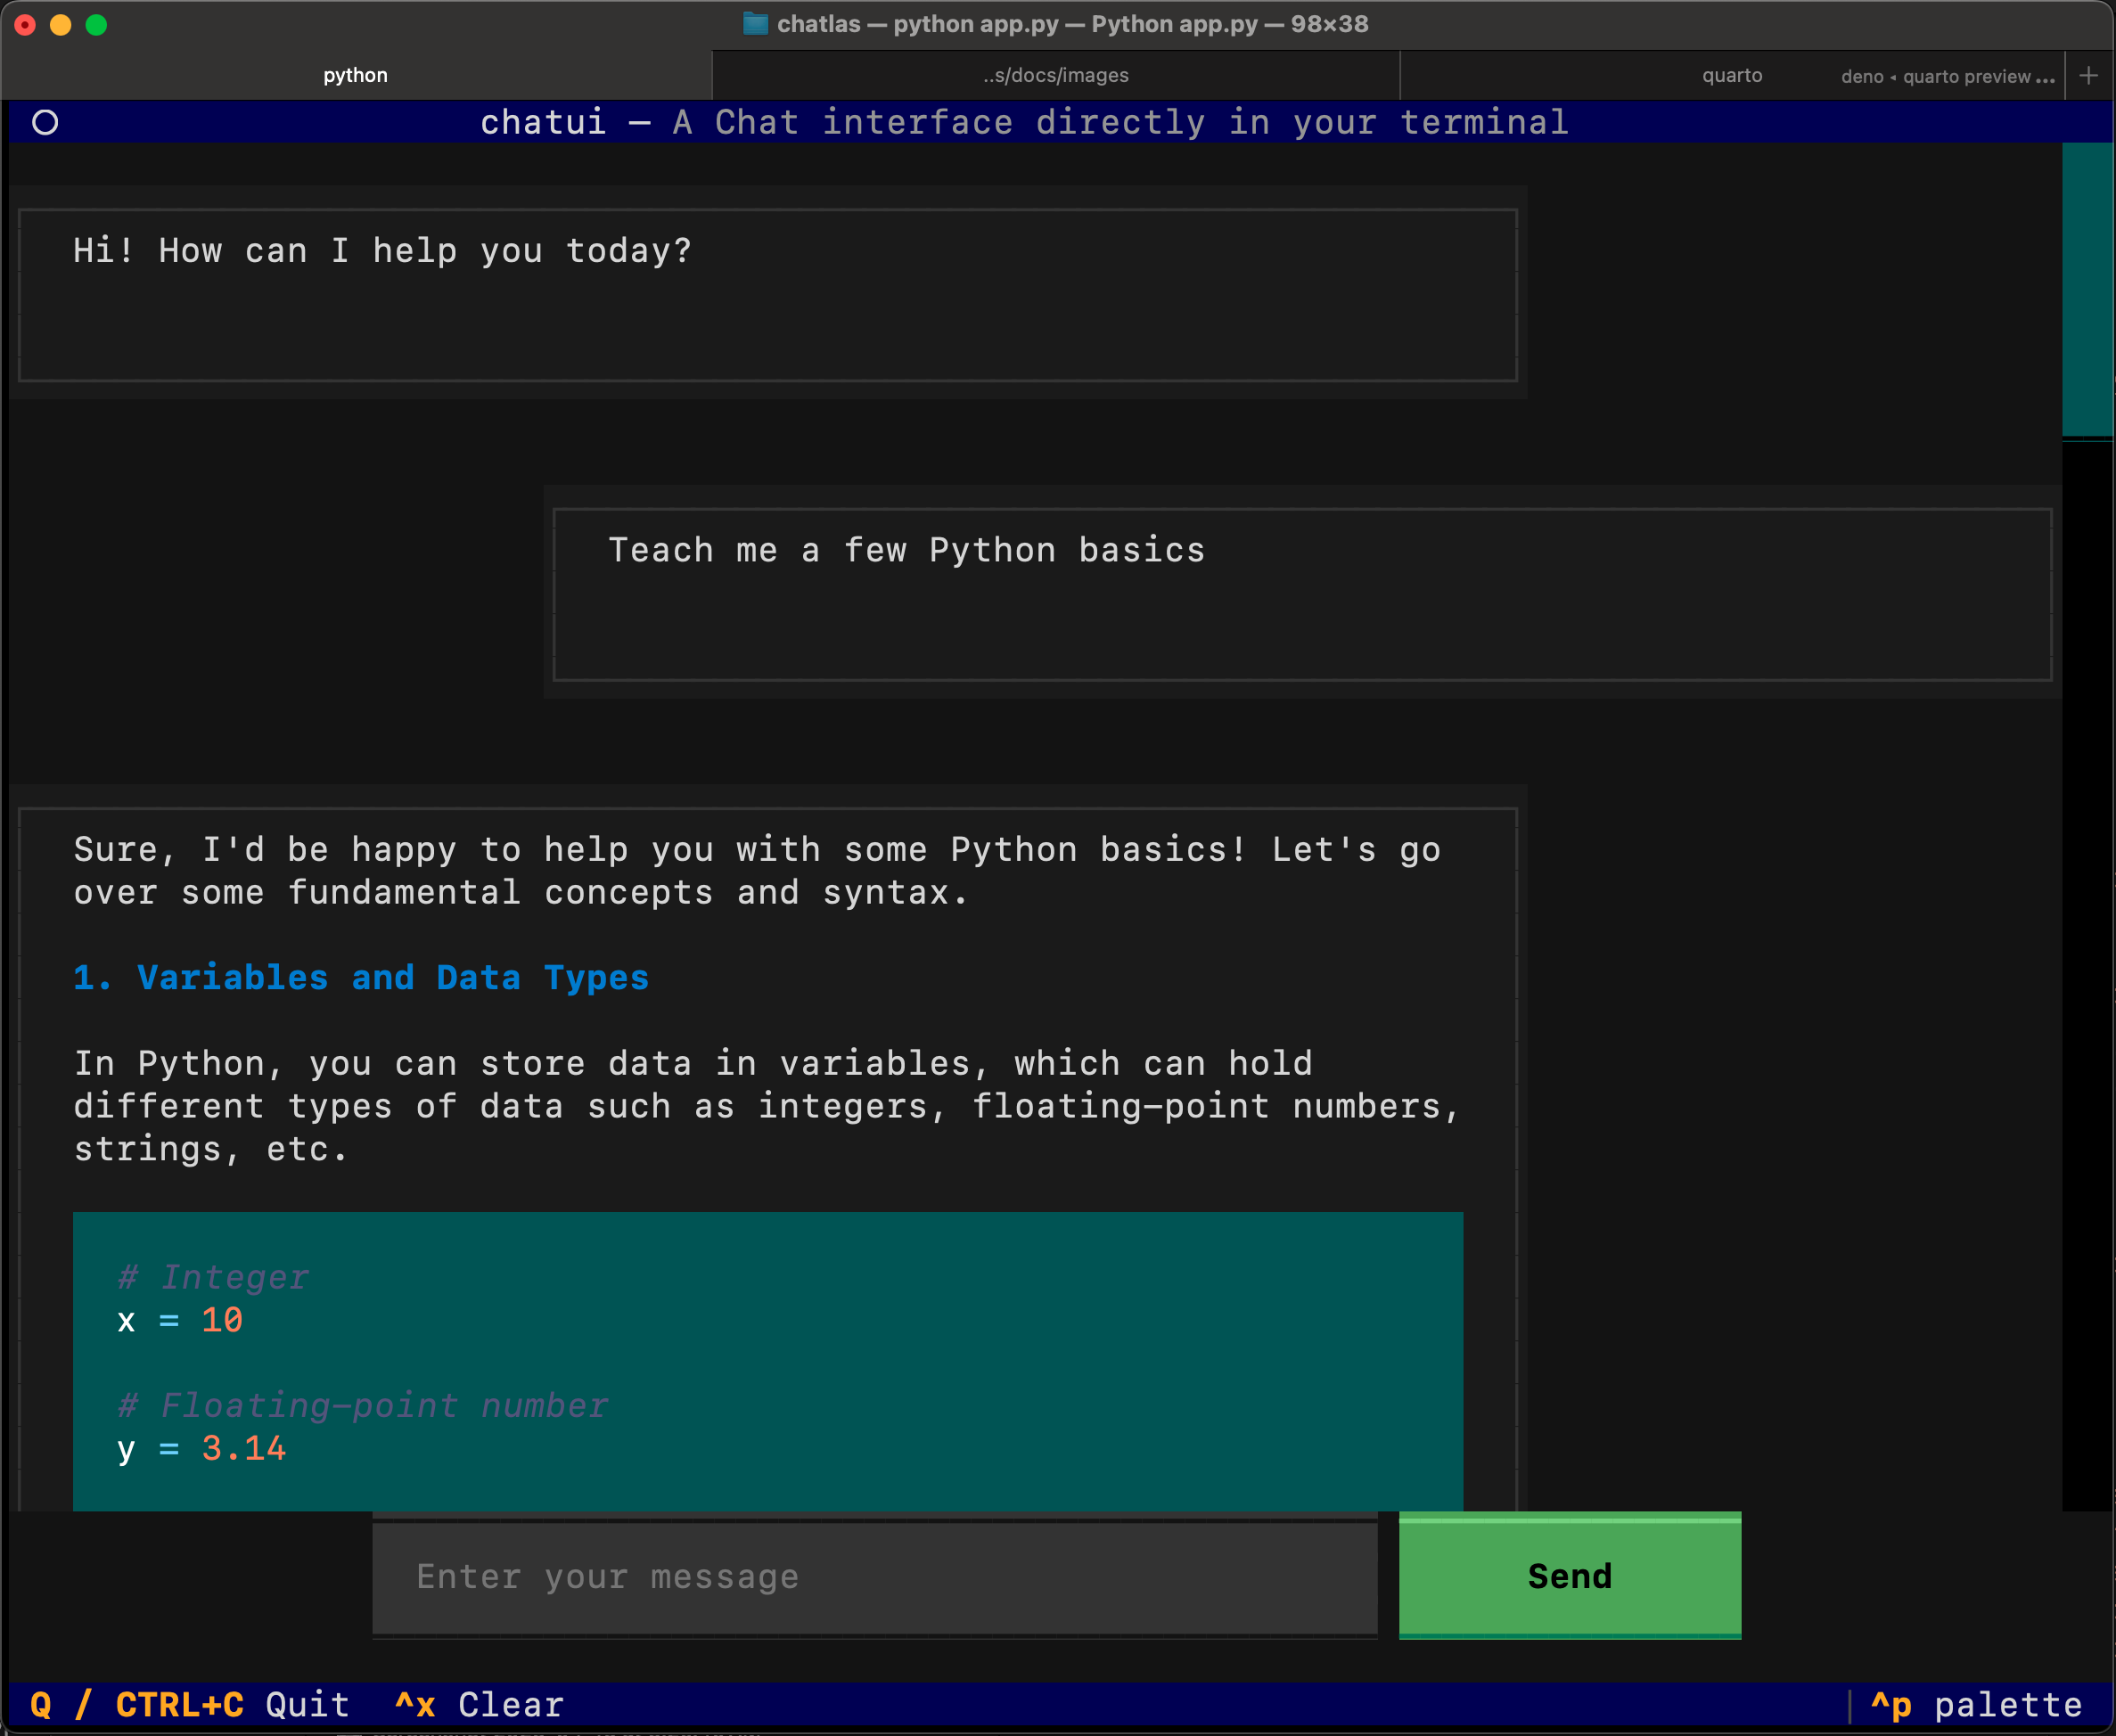 chatlas — python app.py — Python app.py — 98×38
python
..s/docs/images
quarto
deno ◂ quarto preview ...
+
chatui — A Chat interface directly in your terminal
Hi! How can I help you today?
Teach me a few Python basics
Sure, I'd be happy to help you with some Python basics! Let's go
over some fundamental concepts and syntax.
1. Variables and Data Types
In Python, you can store data in variables, which can hold
different types of data such as integers, floating-point numbers,
strings, etc.
# Integer
x = 10
# Floating-point number
y = 3.14
Enter your message
Send
Q / CTRL+C Quit ^x Clear
^p palette